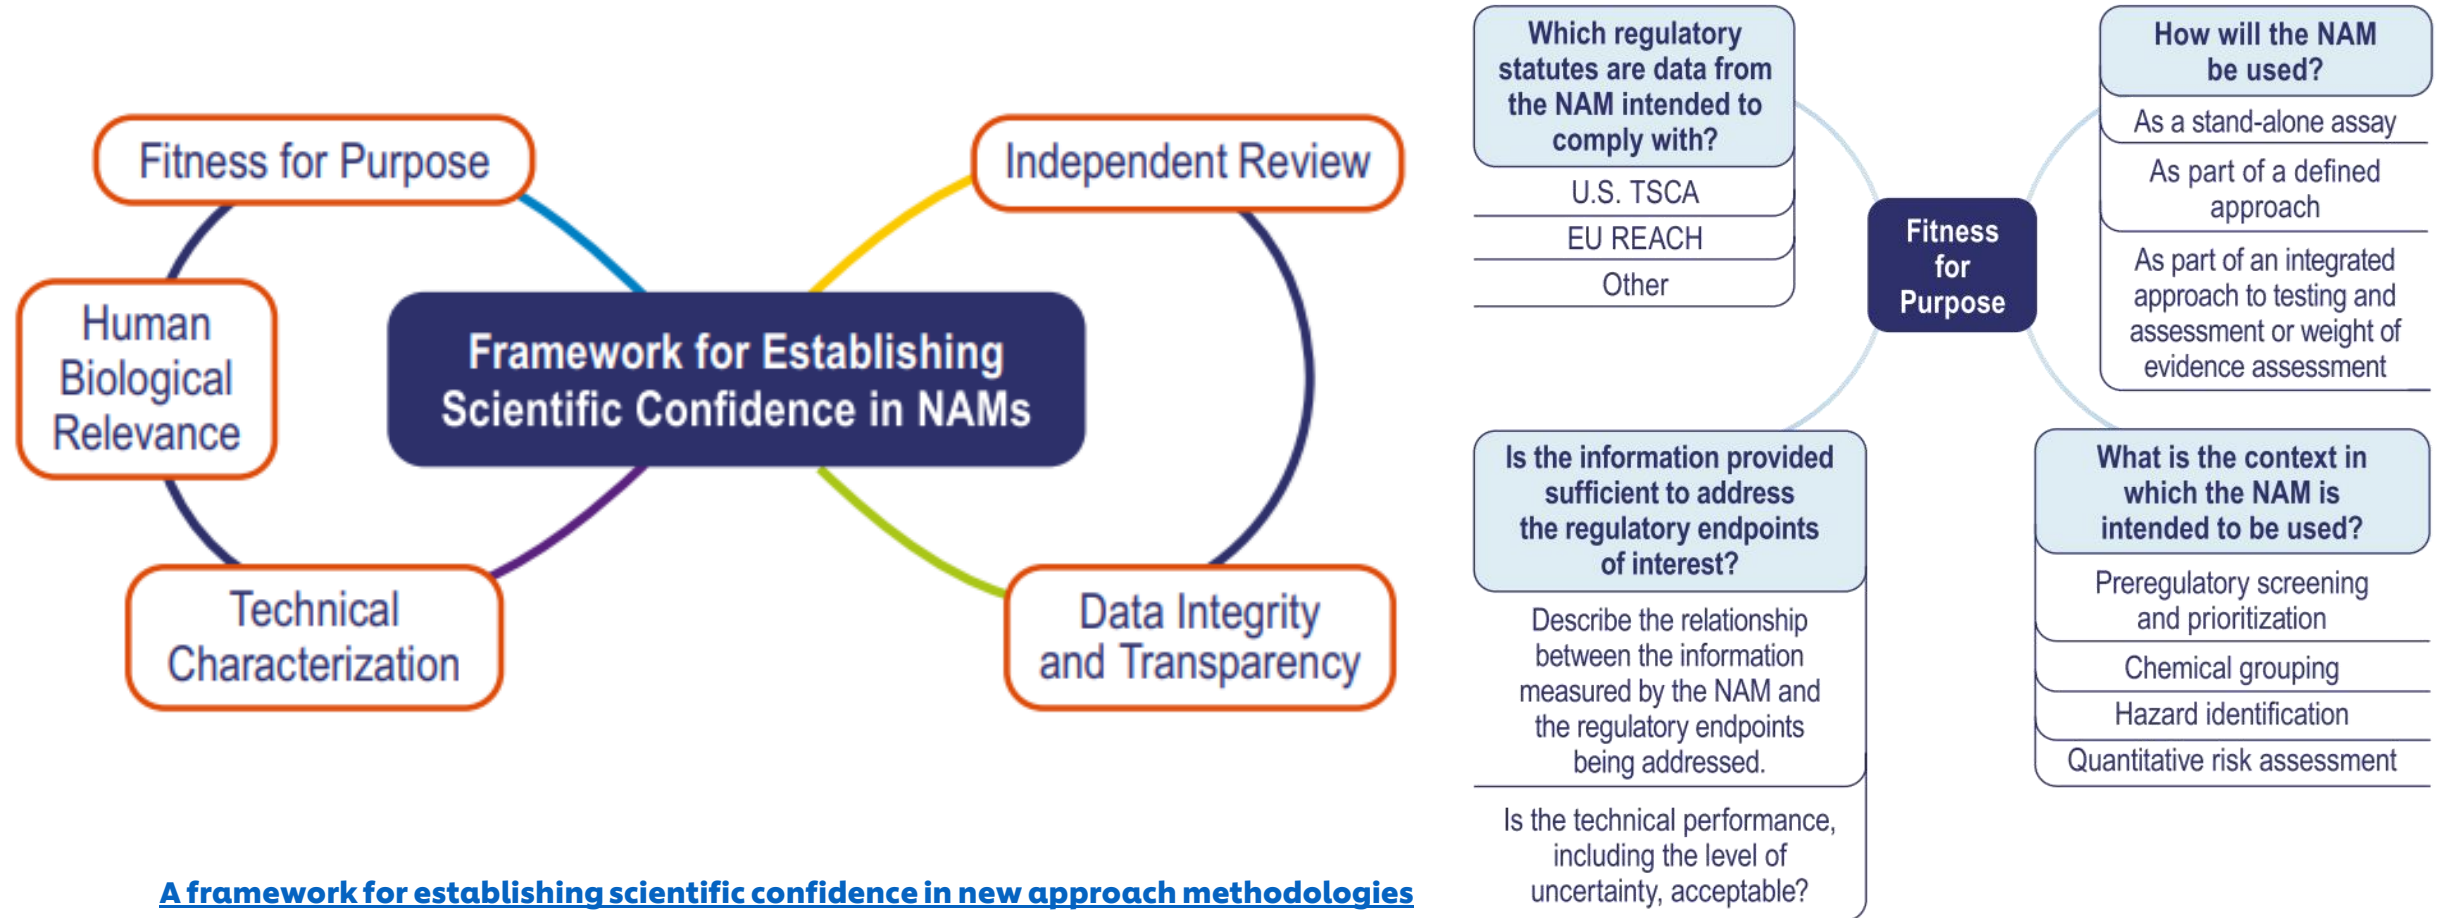 Fitness for Purpose
Independent Review
Human
Biological
Relevance
Framework for Establishing
Scientific Confidence in NAMs
Technical
Characterization
Data Integrity
and Transparency
A framework for establishing scientific confidence in new approach methodologies
Which regulatory
statutes are data from
the NAM intended to
comply with?
U.S. TSCA
EU REACH
Other
How will the NAM
be used?
As a stand-alone assay
As part of a defined
approach
As part of an integrated
approach to testing and
assessment or weight of
evidence assessment
Fitness
for
Purpose
Is the information provided
sufficient to address
the regulatory endpoints
of interest?
Describe the relationship
between the information
measured by the NAM and
the regulatory endpoints
being addressed.
Is the technical performance,
including the level of
uncertainty, acceptable?
What is the context in
which the NAM is
intended to be used?
Preregulatory screening
and prioritization
Chemical grouping
Hazard identification
Quantitative risk assessment